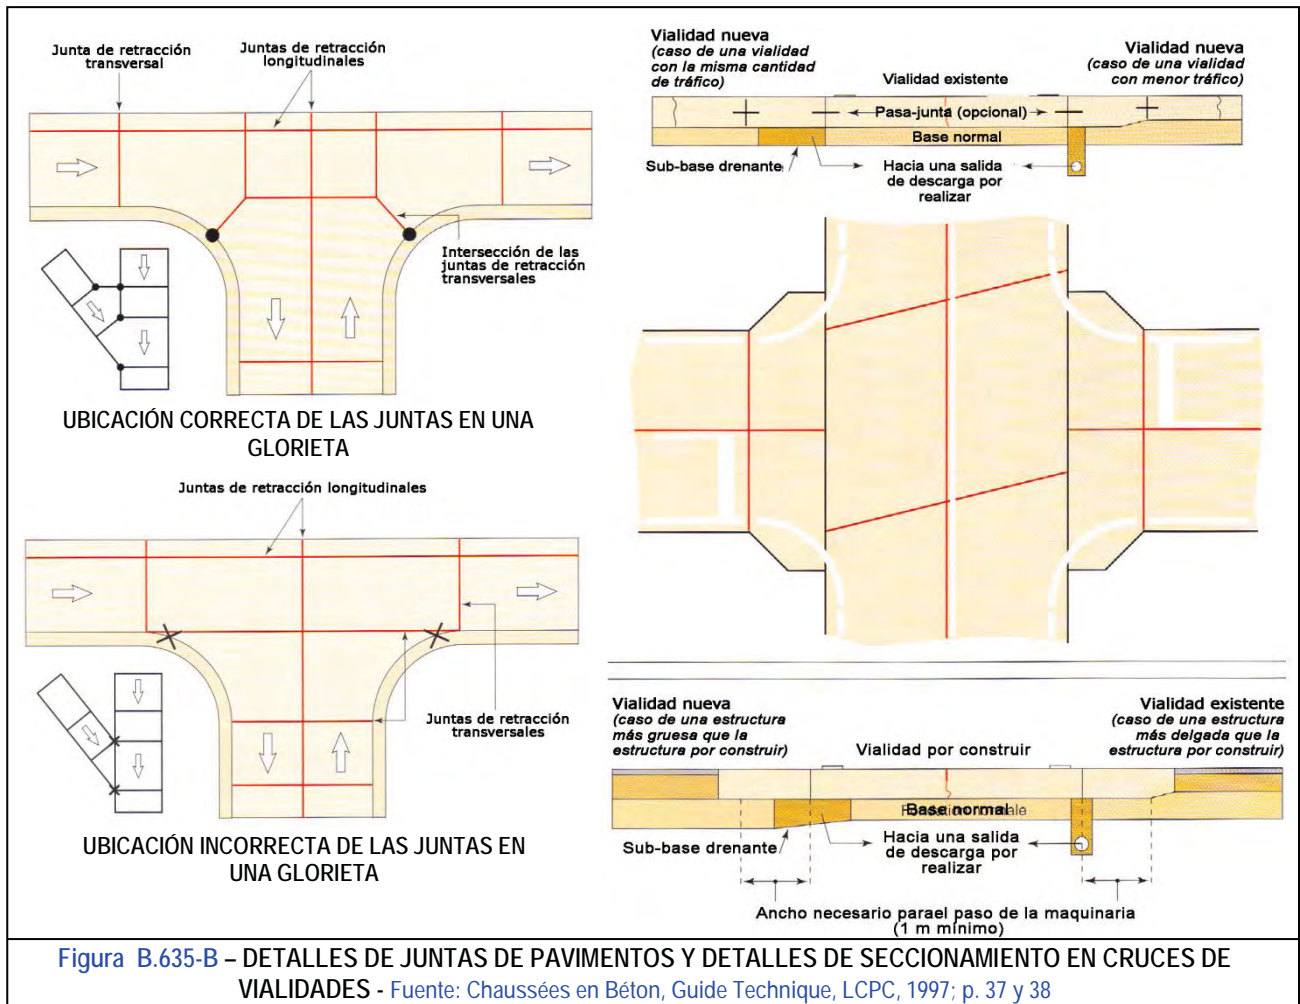 Junta de retracción
transversal
Juntas de retracción
longitudinales
Intersección de las
juntas de retracción
transversales
UBICACIÓN CORRECTA DE LAS JUNTAS EN UNA
GLORIETA
Juntas de retracción longitudinales
Juntas de retracción
transversales
UBICACIÓN INCORRECTA DE LAS JUNTAS EN
UNA GLORIETA
Vialidad nueva
(caso de una vialidad
con la misma cantidad
de tráfico)
Vialidad existente
Vialidad nueva
(caso de una vialidad
con menor tráfico)
Pasa-junta (opcional)
Base normal
Sub-base drenante
Hacia una salida
de descarga por
realizar
Vialidad nueva
(caso de una estructura
más gruesa que la
estructura por construir)
Vialidad por construir
Vialidad existente
(caso de una estructura
más delgada que la
estructura por construir)
Base normal
Sub-base drenante
Hacia una salida
de descarga por
realizar
Ancho necesario parael paso de la maquinaria
(1 m mínimo)
Figura B.635-B – DETALLES DE JUNTAS DE PAVIMENTOS Y DETALLES DE SECCIONAMIENTO EN CRUCES DE
VIALIDADES - Fuente: Chaussées en Béton, Guide Technique, LCPC, 1997; p. 37 y 38